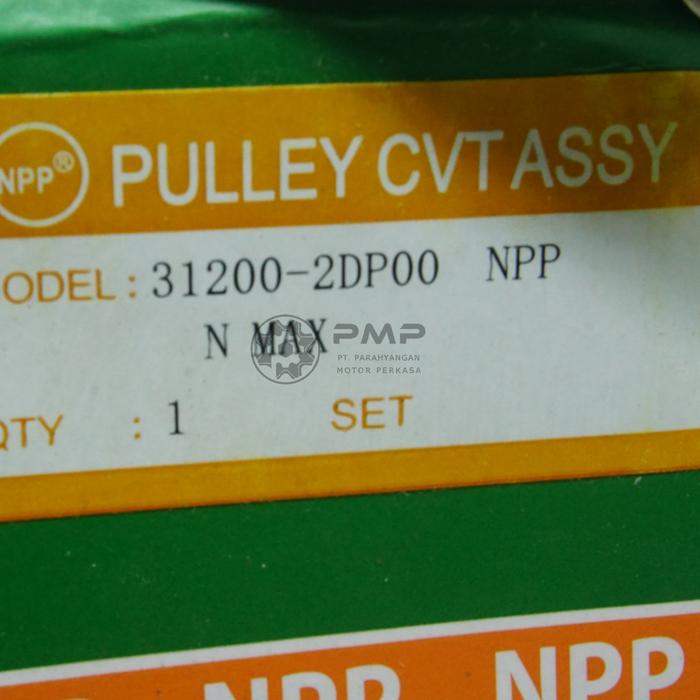 NPP® PULLEY CVT ASSY
ODEL : 31200-2DP00 NPP
N MAX
PMP
PT. PARAHYANGAN
MOTOR PERKASA
QTY : 1 SET
NPP NPP